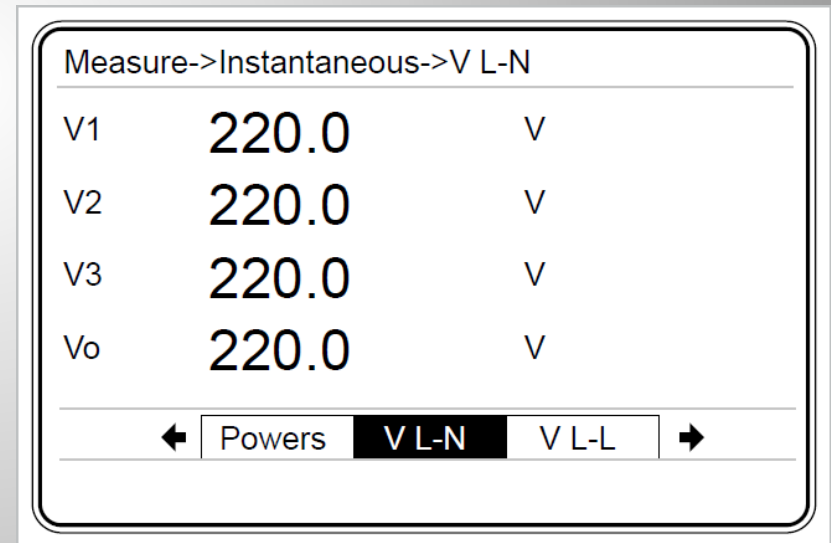 Measure->Instantaneous->V L-N
V1 220.0 V
V2 220.0 V
V3 220.0 V
Vo 220.0 V
Powers V L-N V L-L